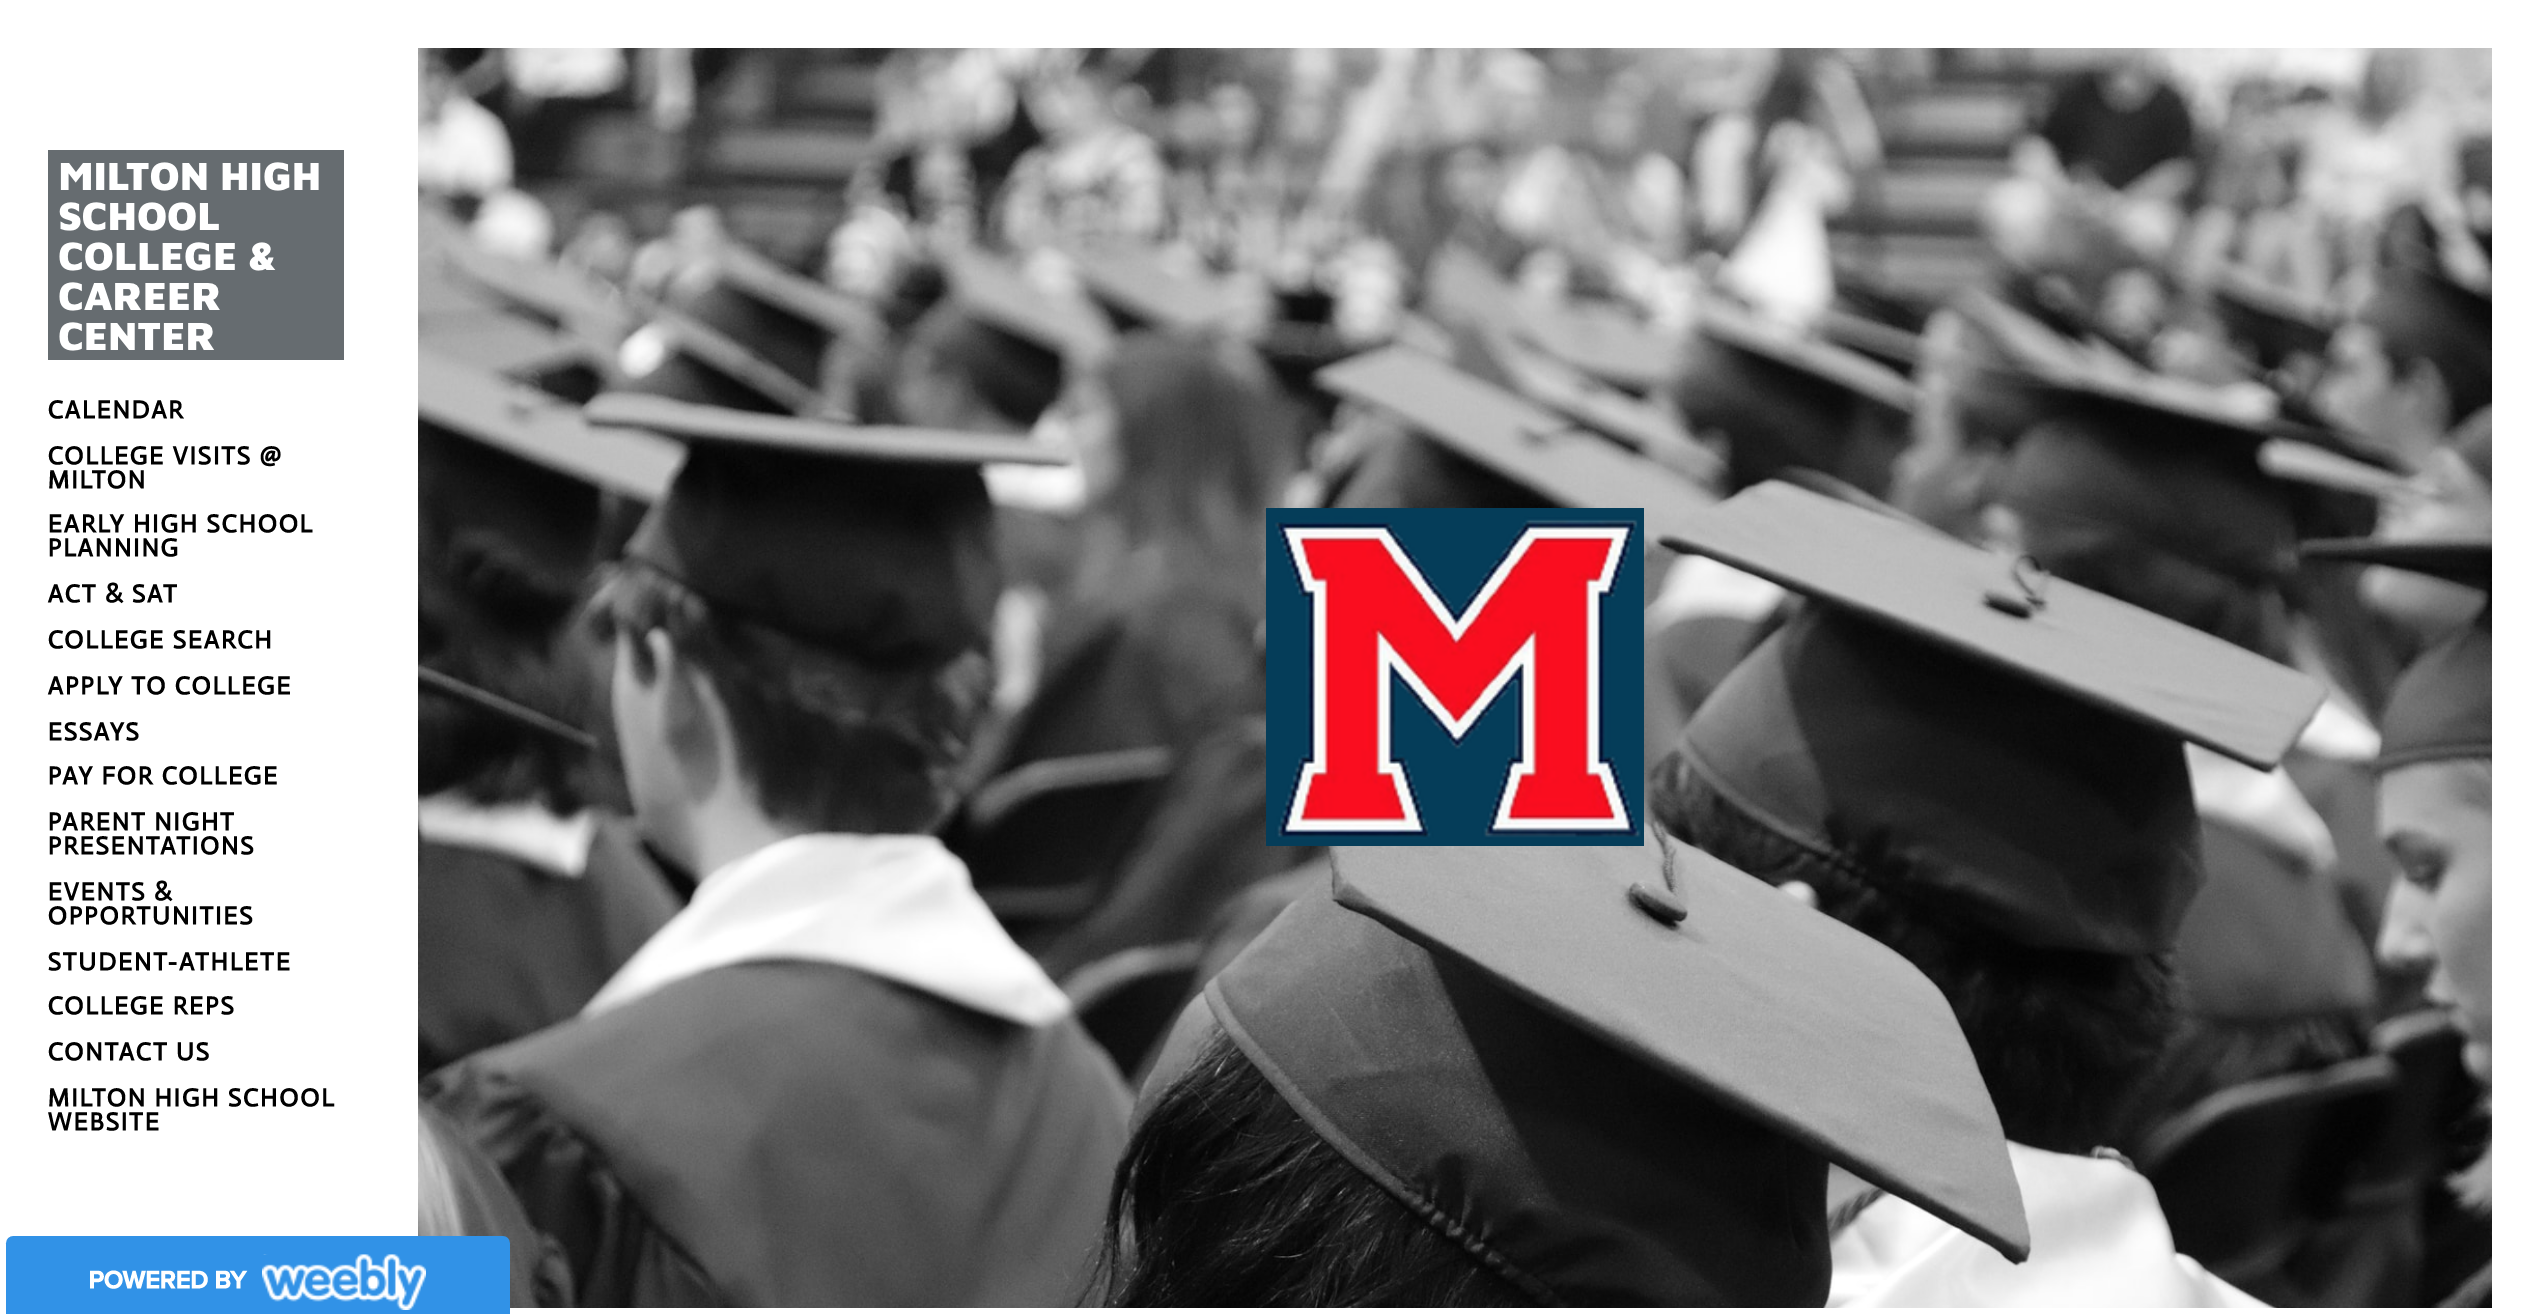 MILTON HIGH
SCHOOL
COLLEGE &
CAREER
CENTER
CALENDAR
COLLEGE VISITS @
MILTON
EARLY HIGH SCHOOL
PLANNING
ACT & SAT
COLLEGE SEARCH
APPLY TO COLLEGE
ESSAYS
PAY FOR COLLEGE
PARENT NIGHT
PRESENTATIONS
EVENTS &
OPPORTUNITIES
STUDENT-ATHLETE
COLLEGE REPS
CONTACT US
MILTON HIGH SCHOOL
WEBSITE
M
POWERED BY weebly